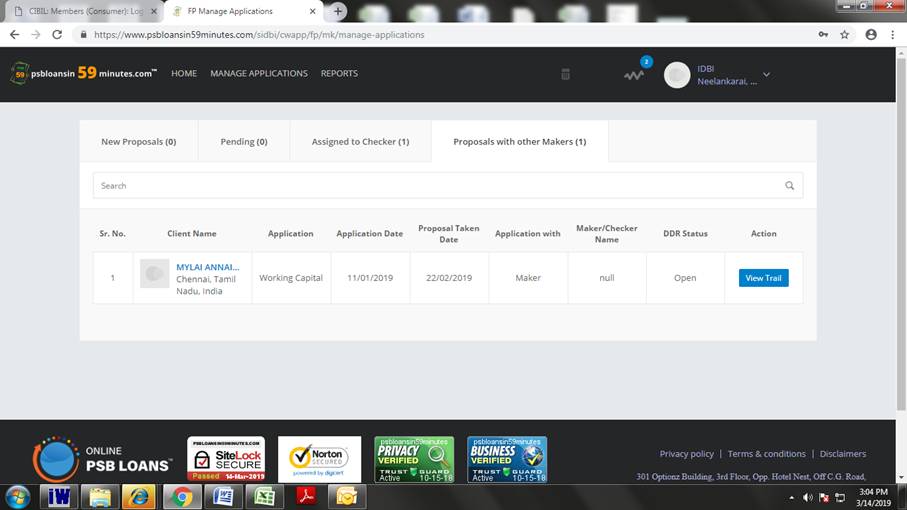 CIBIL: Members (Consumer): Log
FP Manage Applications
https://www.psbloansin59minutes.com/sidbi/cwapp/fp/mk/manage-applications
59 psbloansin 59 minutes.com™
HOME
MANAGE APPLICATIONS
REPORTS
2
IDBI
Neelankarai, ...
New Proposals (0)
Pending (0)
Assigned to Checker (1)
Proposals with other Makers (1)
Search
Sr. No.
Client Name
Application
Application Date
Proposal Taken
Date
Application with
Maker/Checker
Name
DDR Status
Action
1
MYLAI ANNAI...
Chennai, Tamil
Nadu, India
Working Capital
11/01/2019
22/02/2019
Maker
null
Open
View Trail
ONLINE
PSB LOANS™
PSBLOANSIN59MINUTES.COM
SiteLock
SECURE
Passed 14-Mar-2019
Norton
SECURED
powered by digicert
psbloansin59minutes
PRIVACY
VERIFIED
TRUST GUARD
Active 10-15-18
psbloansin59minutes
BUSINESS
VERIFIED
TRUST GUARD
Active 10-15-18
Privacy policy | Terms & conditions | Disclaimers
301 Optionz Building, 3rd Floor, Opp. Hotel Nest, Off C.G. Road,
3:04 PM
3/14/2019